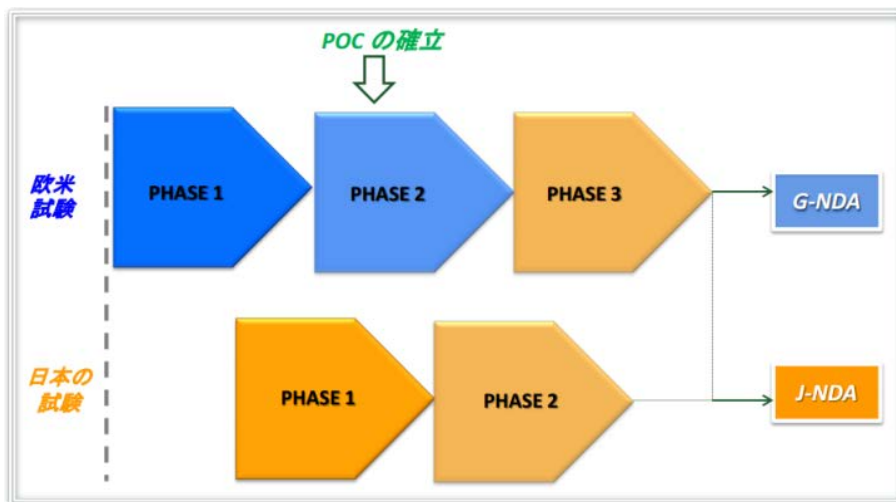 POC の確立
欧米
試験
PHASE 1
PHASE 2
PHASE 3
G-NDA
日本の
試験
PHASE 1
PHASE 2
J-NDA